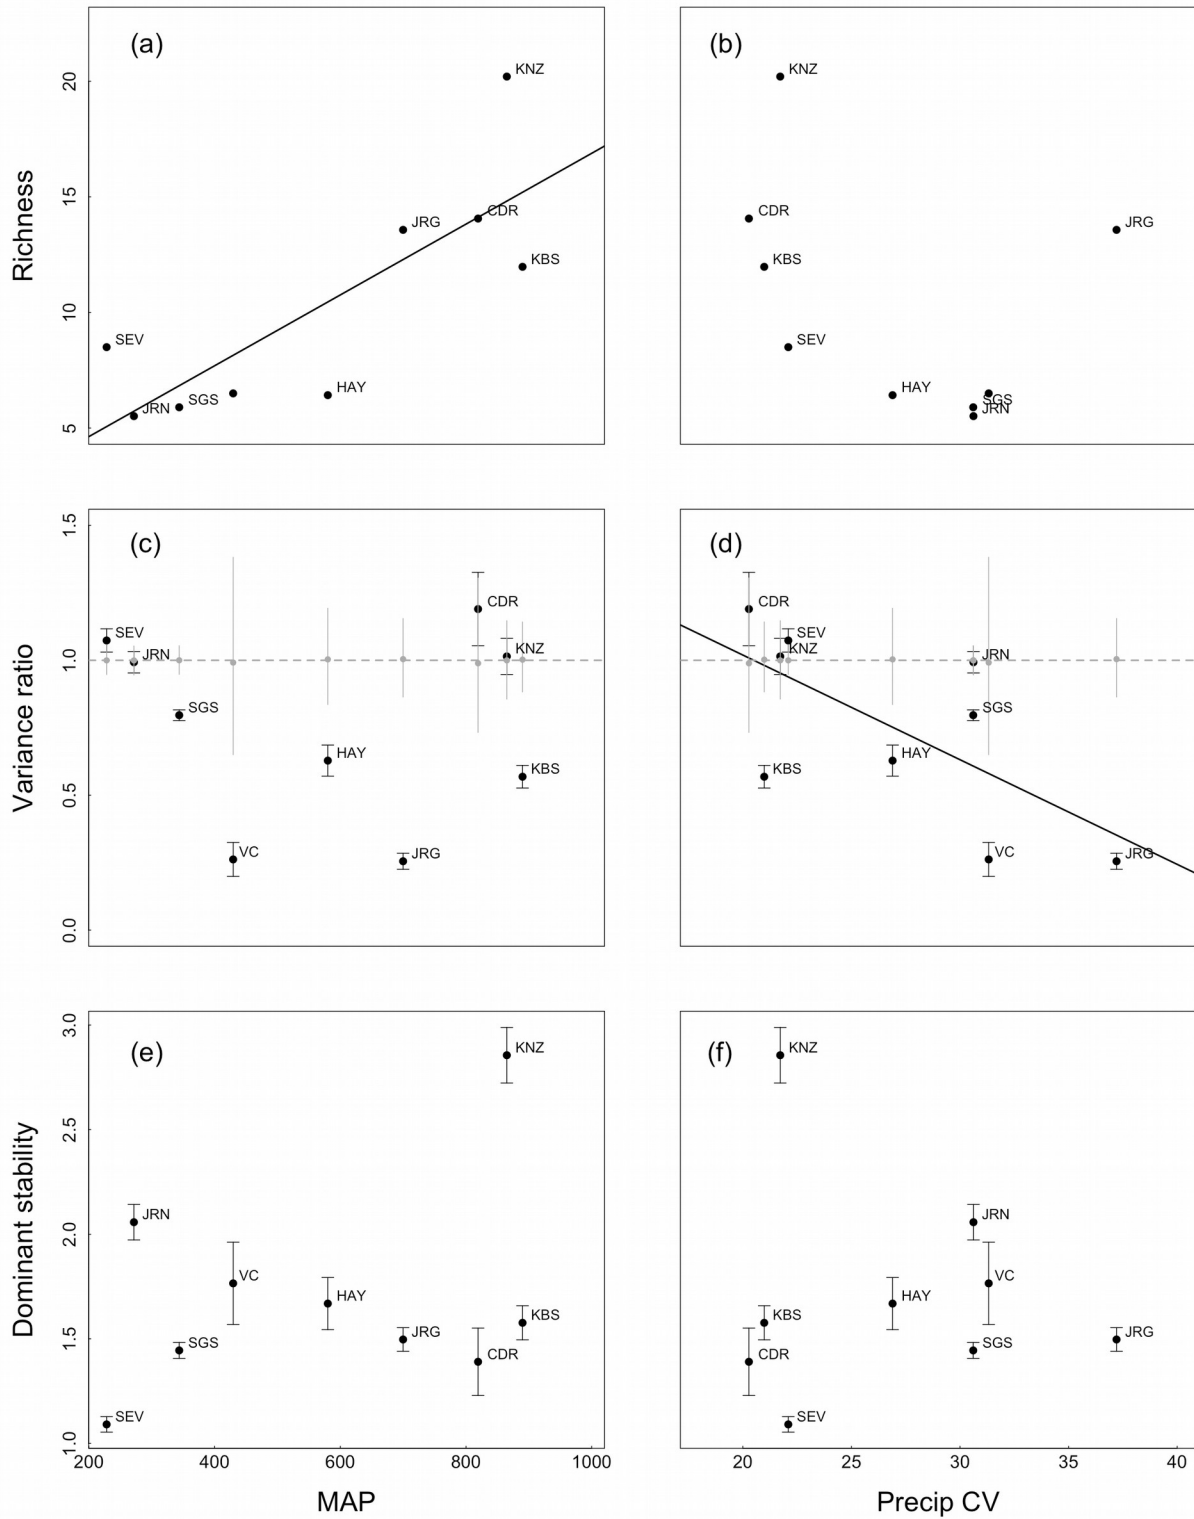 (a)
(b)
Richness
20
15
10
5
KNZ
CDR
JRG
KBS
SEV
HAY
SGS
JRN
KNZ
CDR
JRG
KBS
SEV
HAY
SGS
JRN
(c)
(d)
Variance ratio
1.5
1.0
0.5
0.0
CDR
SEV
KNZ
JRN
SGS
HAY
KBS
VC
JRG
CDR
SEV
KNZ
JRN
SGS
HAY
KBS
VC
JRG
(e)
(f)
Dominant stability
3.0
2.5
2.0
1.5
1.0
KNZ
JRN
VC
HAY
KBS
JRG
SGS
CDR
SEV
KNZ
JRN
VC
HAY
KBS
JRG
SGS
CDR
SEV
200 400 600 800 1000
20 25 30 35 40
MAP
Precip CV